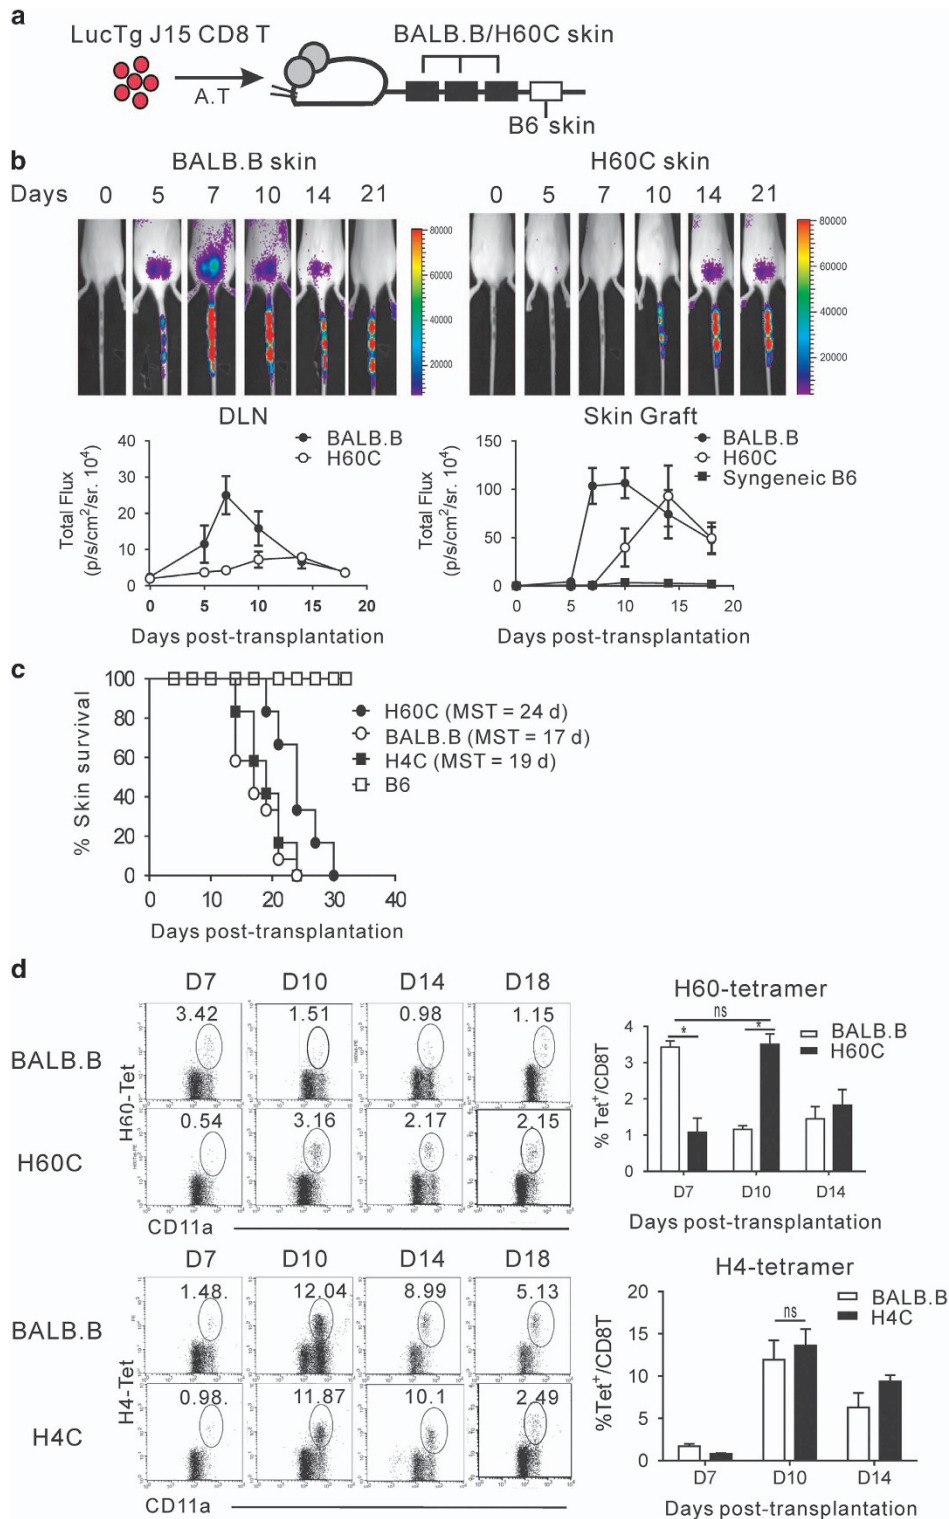 a
LucTg J15 CD8 T
BALB.B/H60C skin
A.T
B6 skin
b
BALB.B skin
H60C skin
Days 0 5 7 10 14 21
0 5 7 10 14 21
80000
60000
40000
20000
80000
60000
40000
20000
DLN
BALB.B
H60C
Total Flux
(p/s/cm²/sr. 10⁴)
40
30
20
10
0
0 5 10 15 20
Days post-transplantation
Skin Graft
BALB.B
H60C
Syngeneic B6
Total Flux
(p/s/cm²/sr. 10⁴)
150
100
50
0
0 5 10 15 20
Days post-transplantation
c
% Skin survival
100
80
60
40
20
0
0 10 20 30 40
Days post-transplantation
H60C (MST = 24 d)
BALB.B (MST = 17 d)
H4C (MST = 19 d)
B6
d
D7 D10 D14 D18
BALB.B
3.42 1.51 0.98 1.15
H60-Tet
H60C
0.54 3.16 2.17 2.15
CD11a
H60-tetramer
ns
* *
BALB.B
H60C
% Tet⁺/CD8T
4
3
2
1
0
D7 D10 D14
Days post-transplantation
D7 D10 D14 D18
BALB.B
1.48. 12.04 8.99 5.13
H4-Tet
H4C
0.98. 11.87 10.1 2.49
CD11a
H4-tetramer
BALB.B
H4C
ns
%Tet⁺/CD8T
20
15
10
5
0
D7 D10 D14
Days post-transplantation